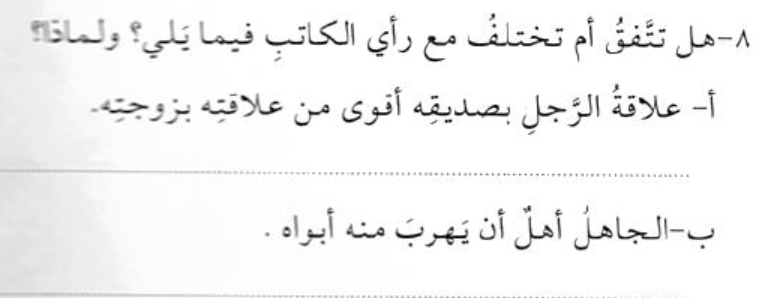 ٨-هل تتَّفقُ أم تختلفُ مع رأي الكاتبِ فيما يَلي؟ ولماذا؟
أ- علاقةُ الرَّجلِ بصديقِه أقوى من علاقتِه بزوجتِه.
ب-الجاهلُ أهلٌ أن يَهربَ منه أبواه .